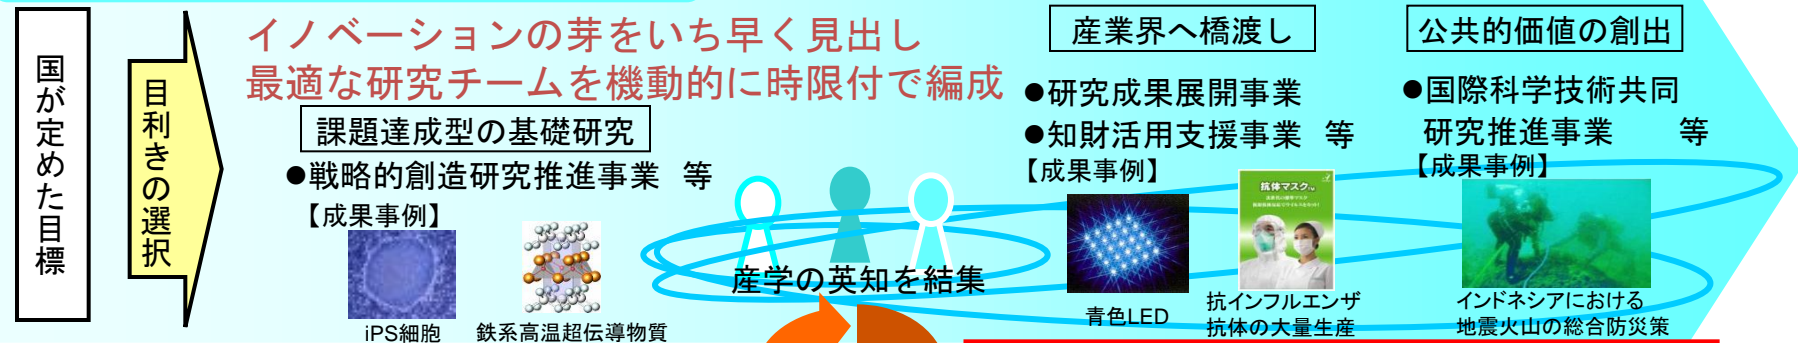 国が定めた目標
目利きの選択
イノベーションの芽をいち早く見出し
最適な研究チームを機動的に時限付で編成
課題達成型の基礎研究
●戦略的創造研究推進事業 等
【成果事例】
iPS細胞
鉄系高温超伝導物質
産学の英知を結集
産業界へ橋渡し
●研究成果展開事業
●知財活用支援事業 等
【成果事例】
青色LED
抗体マスク
抗インフルエンザ
抗体の大量生産
公共的価値の創出
●国際科学技術共同
研究推進事業 等
【成果事例】
インドネシアにおける
地震火山の総合防災策